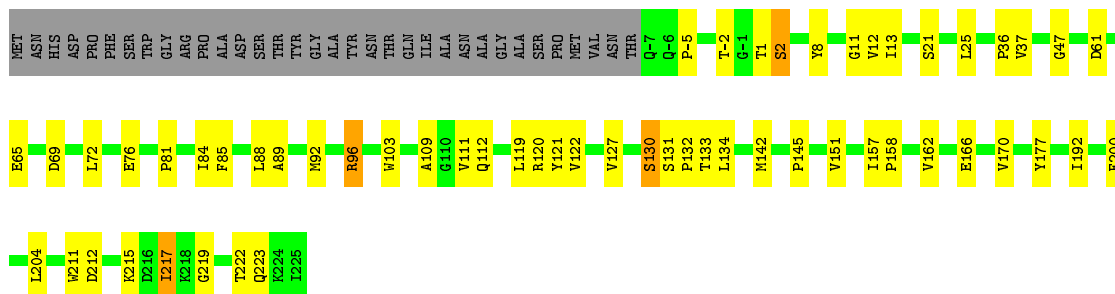 MET ASN HIS ASP PRO PHE SER TRP GLY ARG PRO ALA ASP SER THR TYR GLY ALA TYR ASN THR GLN ILE ALA ASN ALA GLY ALA SER PRO MET VAL ASN THR Q-7 Q-6 P-5 T-2 G-1 T1 S2 Y8 G11 V12 I13 S21 L25 P36 V37 G47 D61
E65 D69 L72 E76 P81 I84 F85 L88 A89 M92 R96 W103 A109 G110 V111 Q112 L119 R120 Y121 V122 V127 S130 S131 P132 T133 L134 M142 P145 V151 I157 P158 V162 E166 V170 Y177 I192
L204 W211 D212 K215 D216 I217 K218 G219 T222 Q223 K224 I225